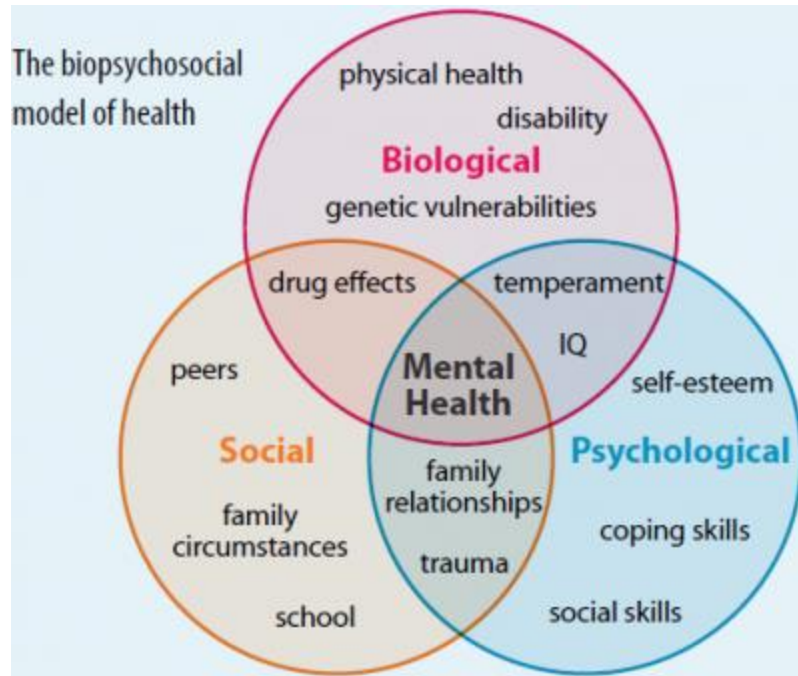 The biopsychosocial
model of health
physical health
disability
Biological
genetic vulnerabilities
drug effects
temperament
IQ
peers
Mental
Health
self-esteem
Social
Psychological
family
relationships
family
circumstances
coping skills
trauma
school
social skills